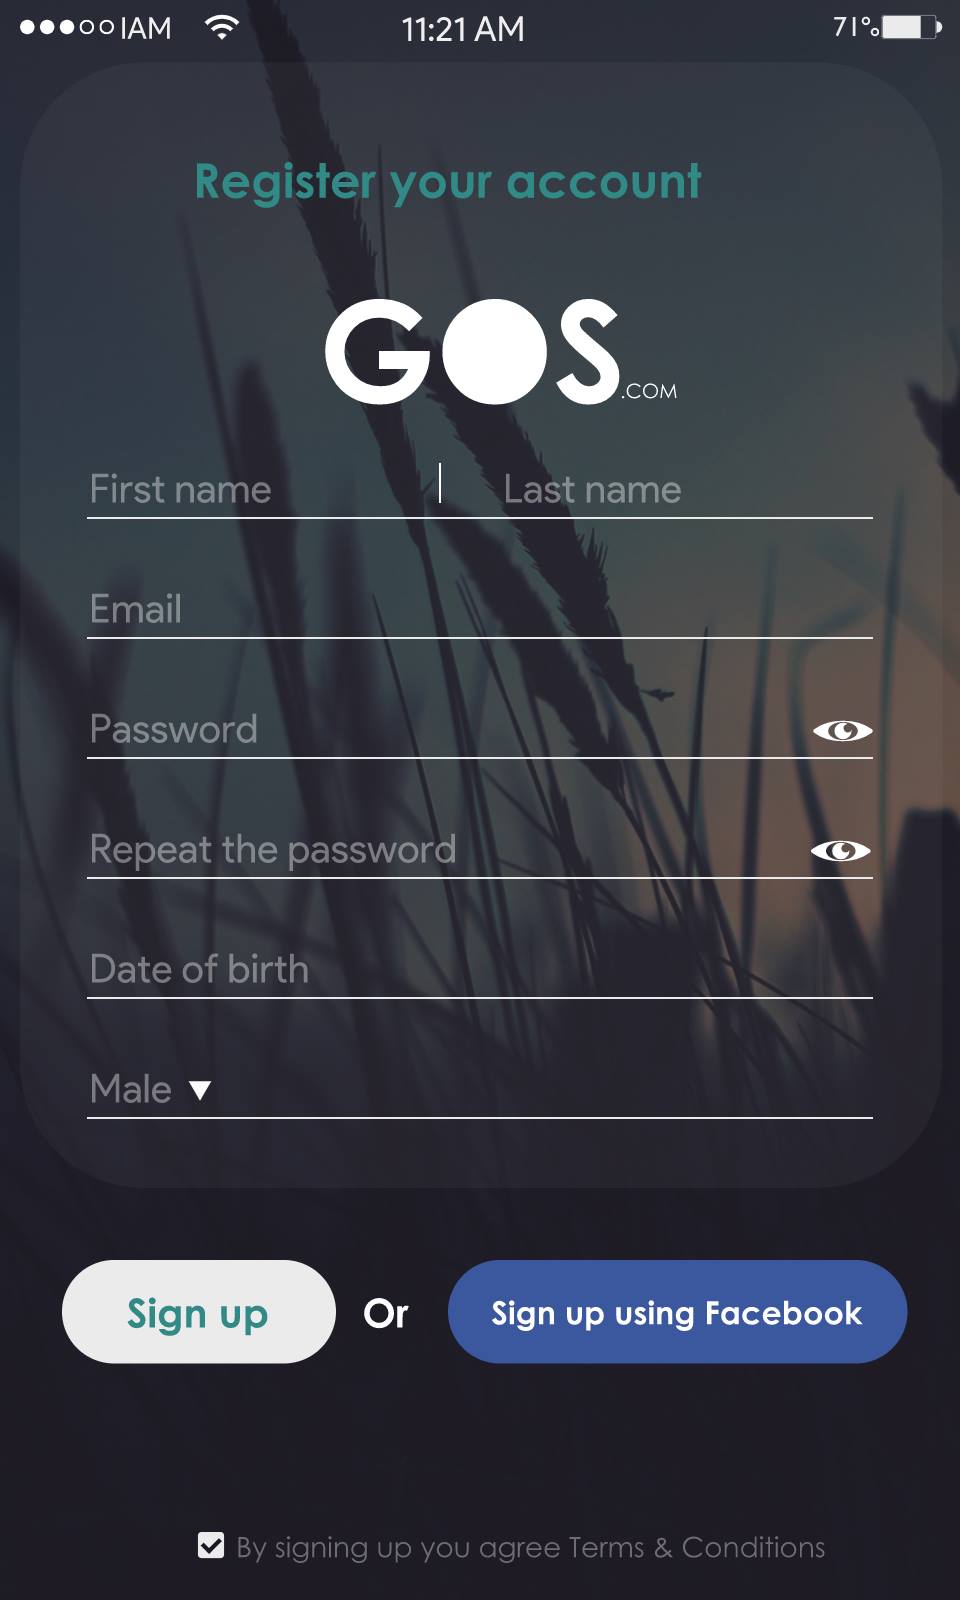 IAM 11:21 AM 71%
Register your account
GOS.COM
First name | Last name
Email
Password
Repeat the password
Date of birth
Male
Sign up Or Sign up using Facebook
By signing up you agree Terms & Conditions